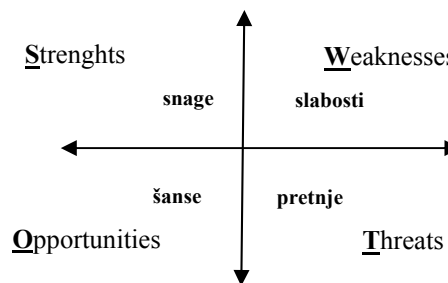 Strenghts Weaknesses
snage slabosti
šanse pretnje
Opportunities Threats